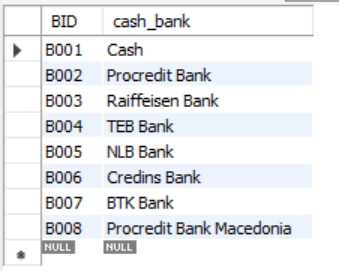 BID cash_bank
B001 Cash
B002 Procredit Bank
B003 Raiffeisen Bank
B004 TEB Bank
B005 NLB Bank
B006 Credins Bank
B007 BTK Bank
B008 Procredit Bank Macedonia
NULL NULL